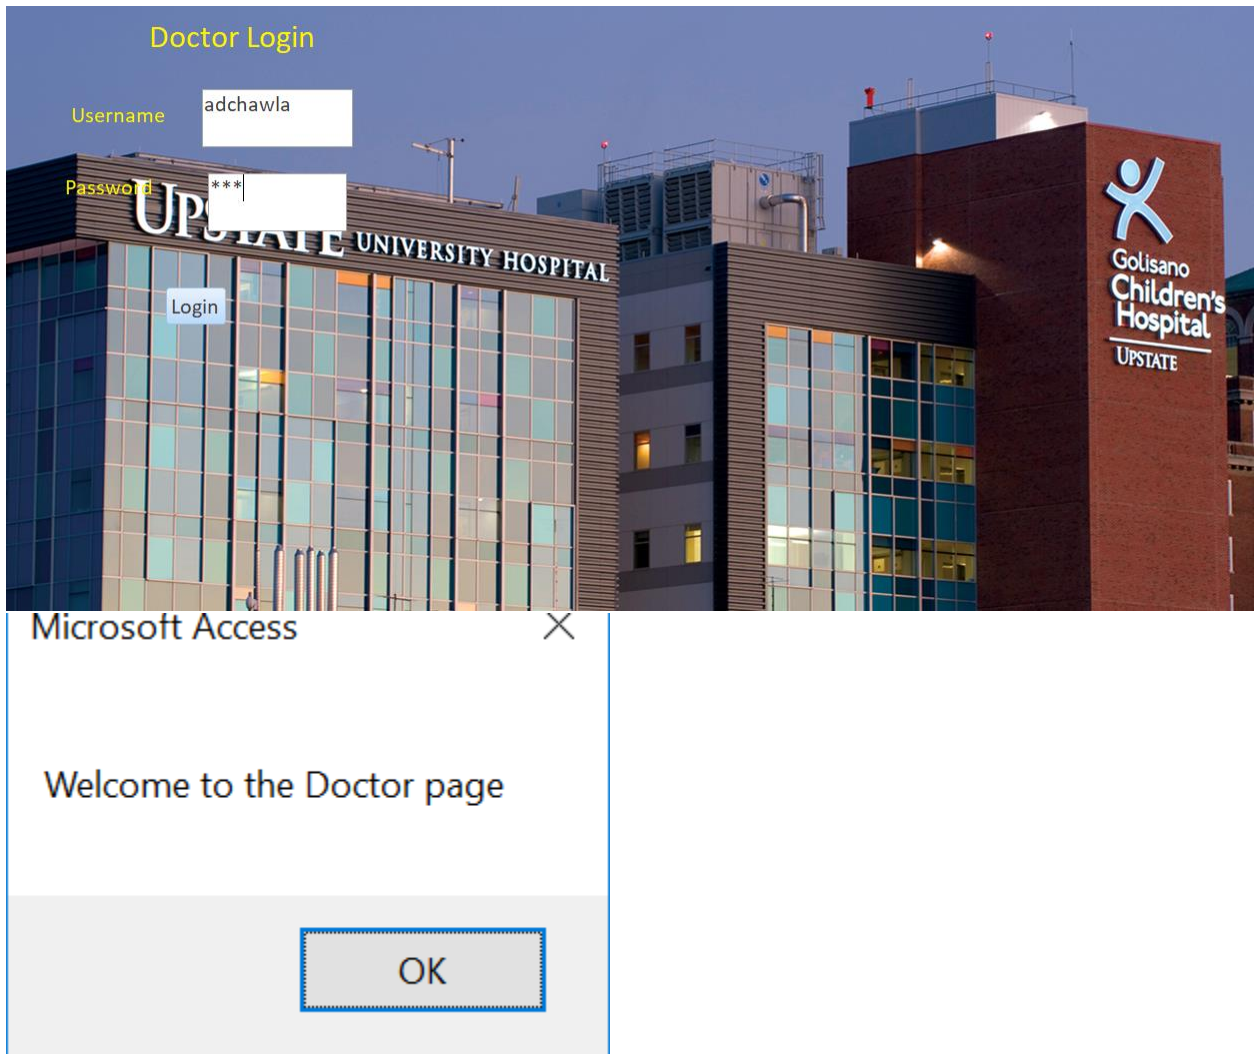 Doctor Login
Username
adchawla
Password
***
UPSTATE UNIVERSITY HOSPITAL
Login
Golisano
Children's
Hospital
UPSTATE
Microsoft Access
Welcome to the Doctor page
OK